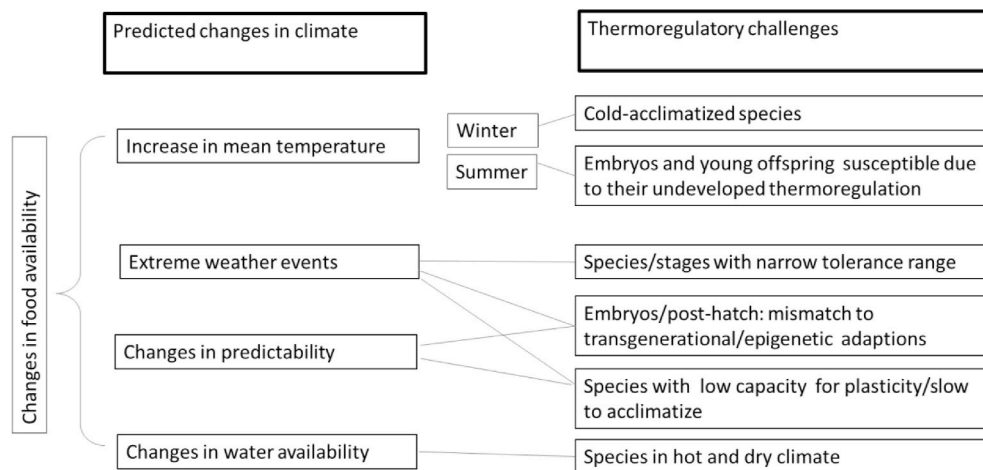 Predicted changes in climate
Thermoregulatory challenges
Changes in food availability
Increase in mean temperature
Winter
Cold-acclimatized species
Summer
Embryos and young offspring susceptible due
to their undeveloped thermoregulation
Extreme weather events
Species/stages with narrow tolerance range
Changes in predictability
Embryos/post-hatch: mismatch to
transgenerational/epigenetic adaptions
Species with low capacity for plasticity/slow
to acclimatize
Changes in water availability
Species in hot and dry climate